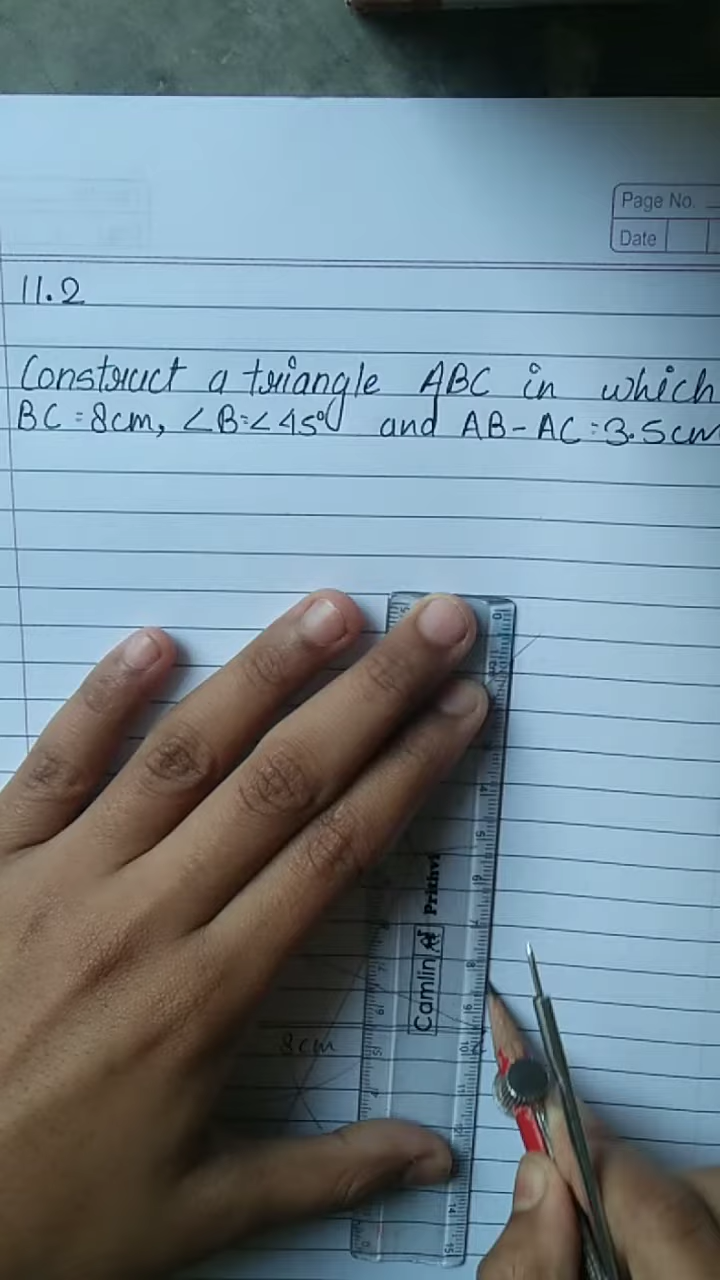 Page No.
Date
11.2
Construct a triangle ABC in which
BC = 8cm, ∠B=∠45° and AB - AC = 3.5cm
Camlin Prithvi
8cm